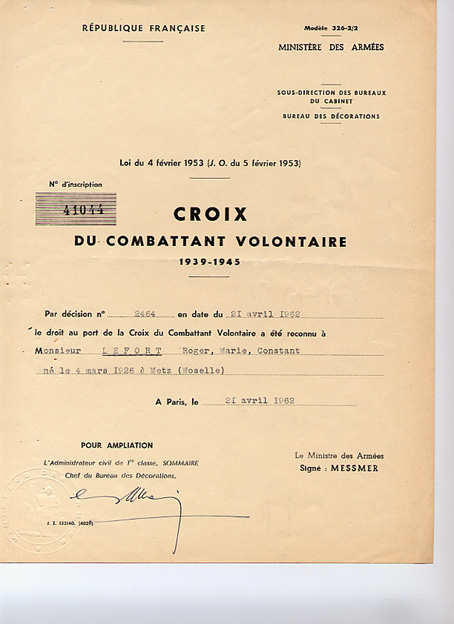 RÉPUBLIQUE FRANÇAISE
Modèle 326-2/2
MINISTÈRE DES ARMÉES
SOUS-DIRECTION DES BUREAUX
DU CABINET
BUREAU DES DÉCORATIONS
Loi du 4 février 1953 (J. O. du 5 février 1953)
N° d'inscription
41044
CROIX
DU COMBATTANT VOLONTAIRE
1939-1945
Par décision n° 2464 en date du 21 avril 1962
le droit au port de la Croix du Combattant Volontaire a été reconnu à
Monsieur LEFORT Roger, Marie, Constant
né le 4 mars 1926 à Metz (Moselle)
A Paris, le 21 avril 1962
POUR AMPLIATION
L'Administrateur civil de 1re classe, SOMMAIRE
Chef du Bureau des Décorations,
Le Ministre des Armées
Signé : MESSMER
J. Z. 122140. (4029)